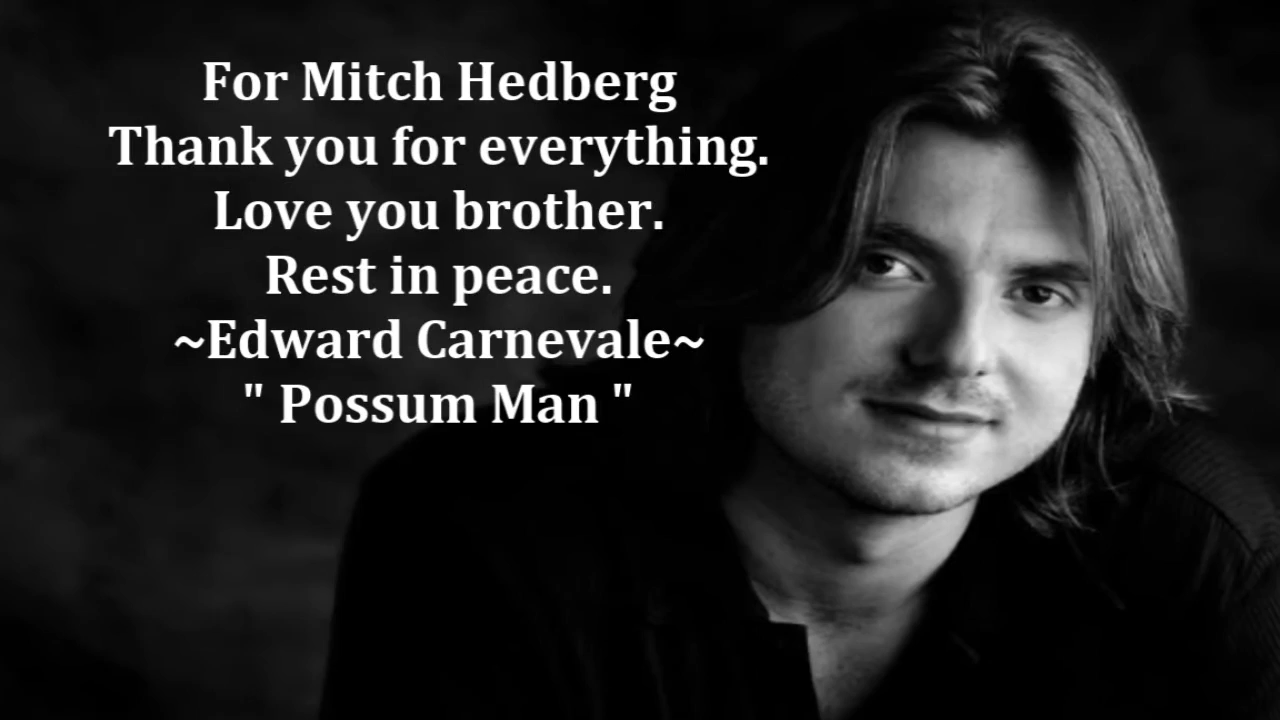 For Mitch Hedberg
Thank you for everything.
Love you brother.
Rest in peace.
~Edward Carnevale~
" Possum Man "